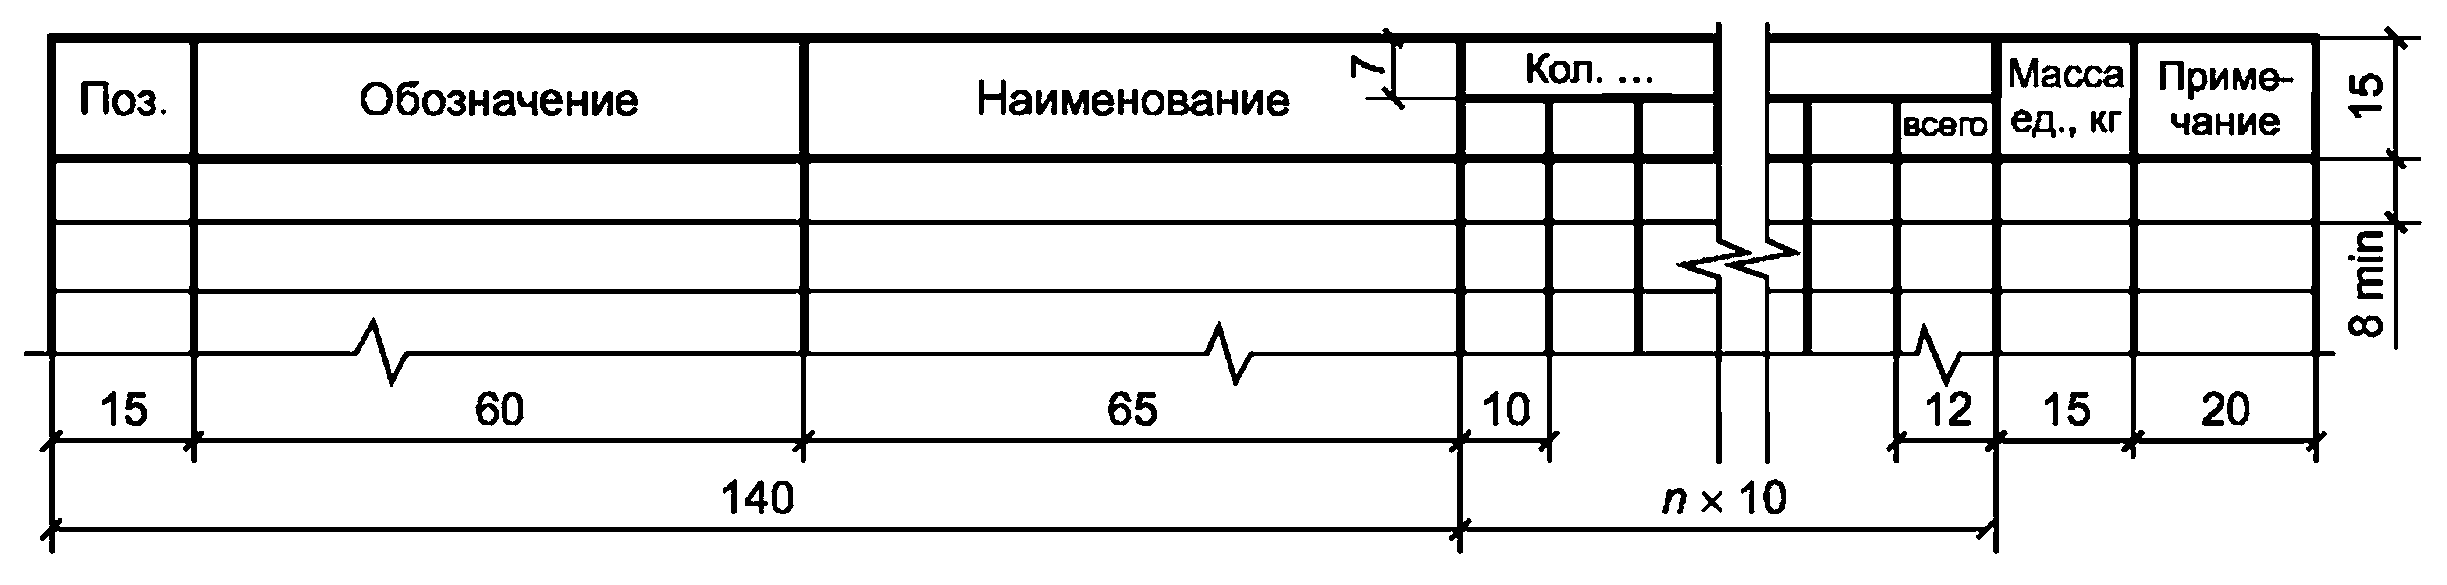 Поз.
Обозначение
Наименование
7
Кол. ...
всего
Масса
ед., кг
Приме-
чание
15
8 min
15
60
65
10
12
15
20
140
n × 10